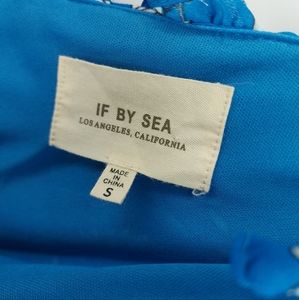 IF BY SEA
LOS ANGELES, CALIFORNIA
MADE
IN
CHINA
S